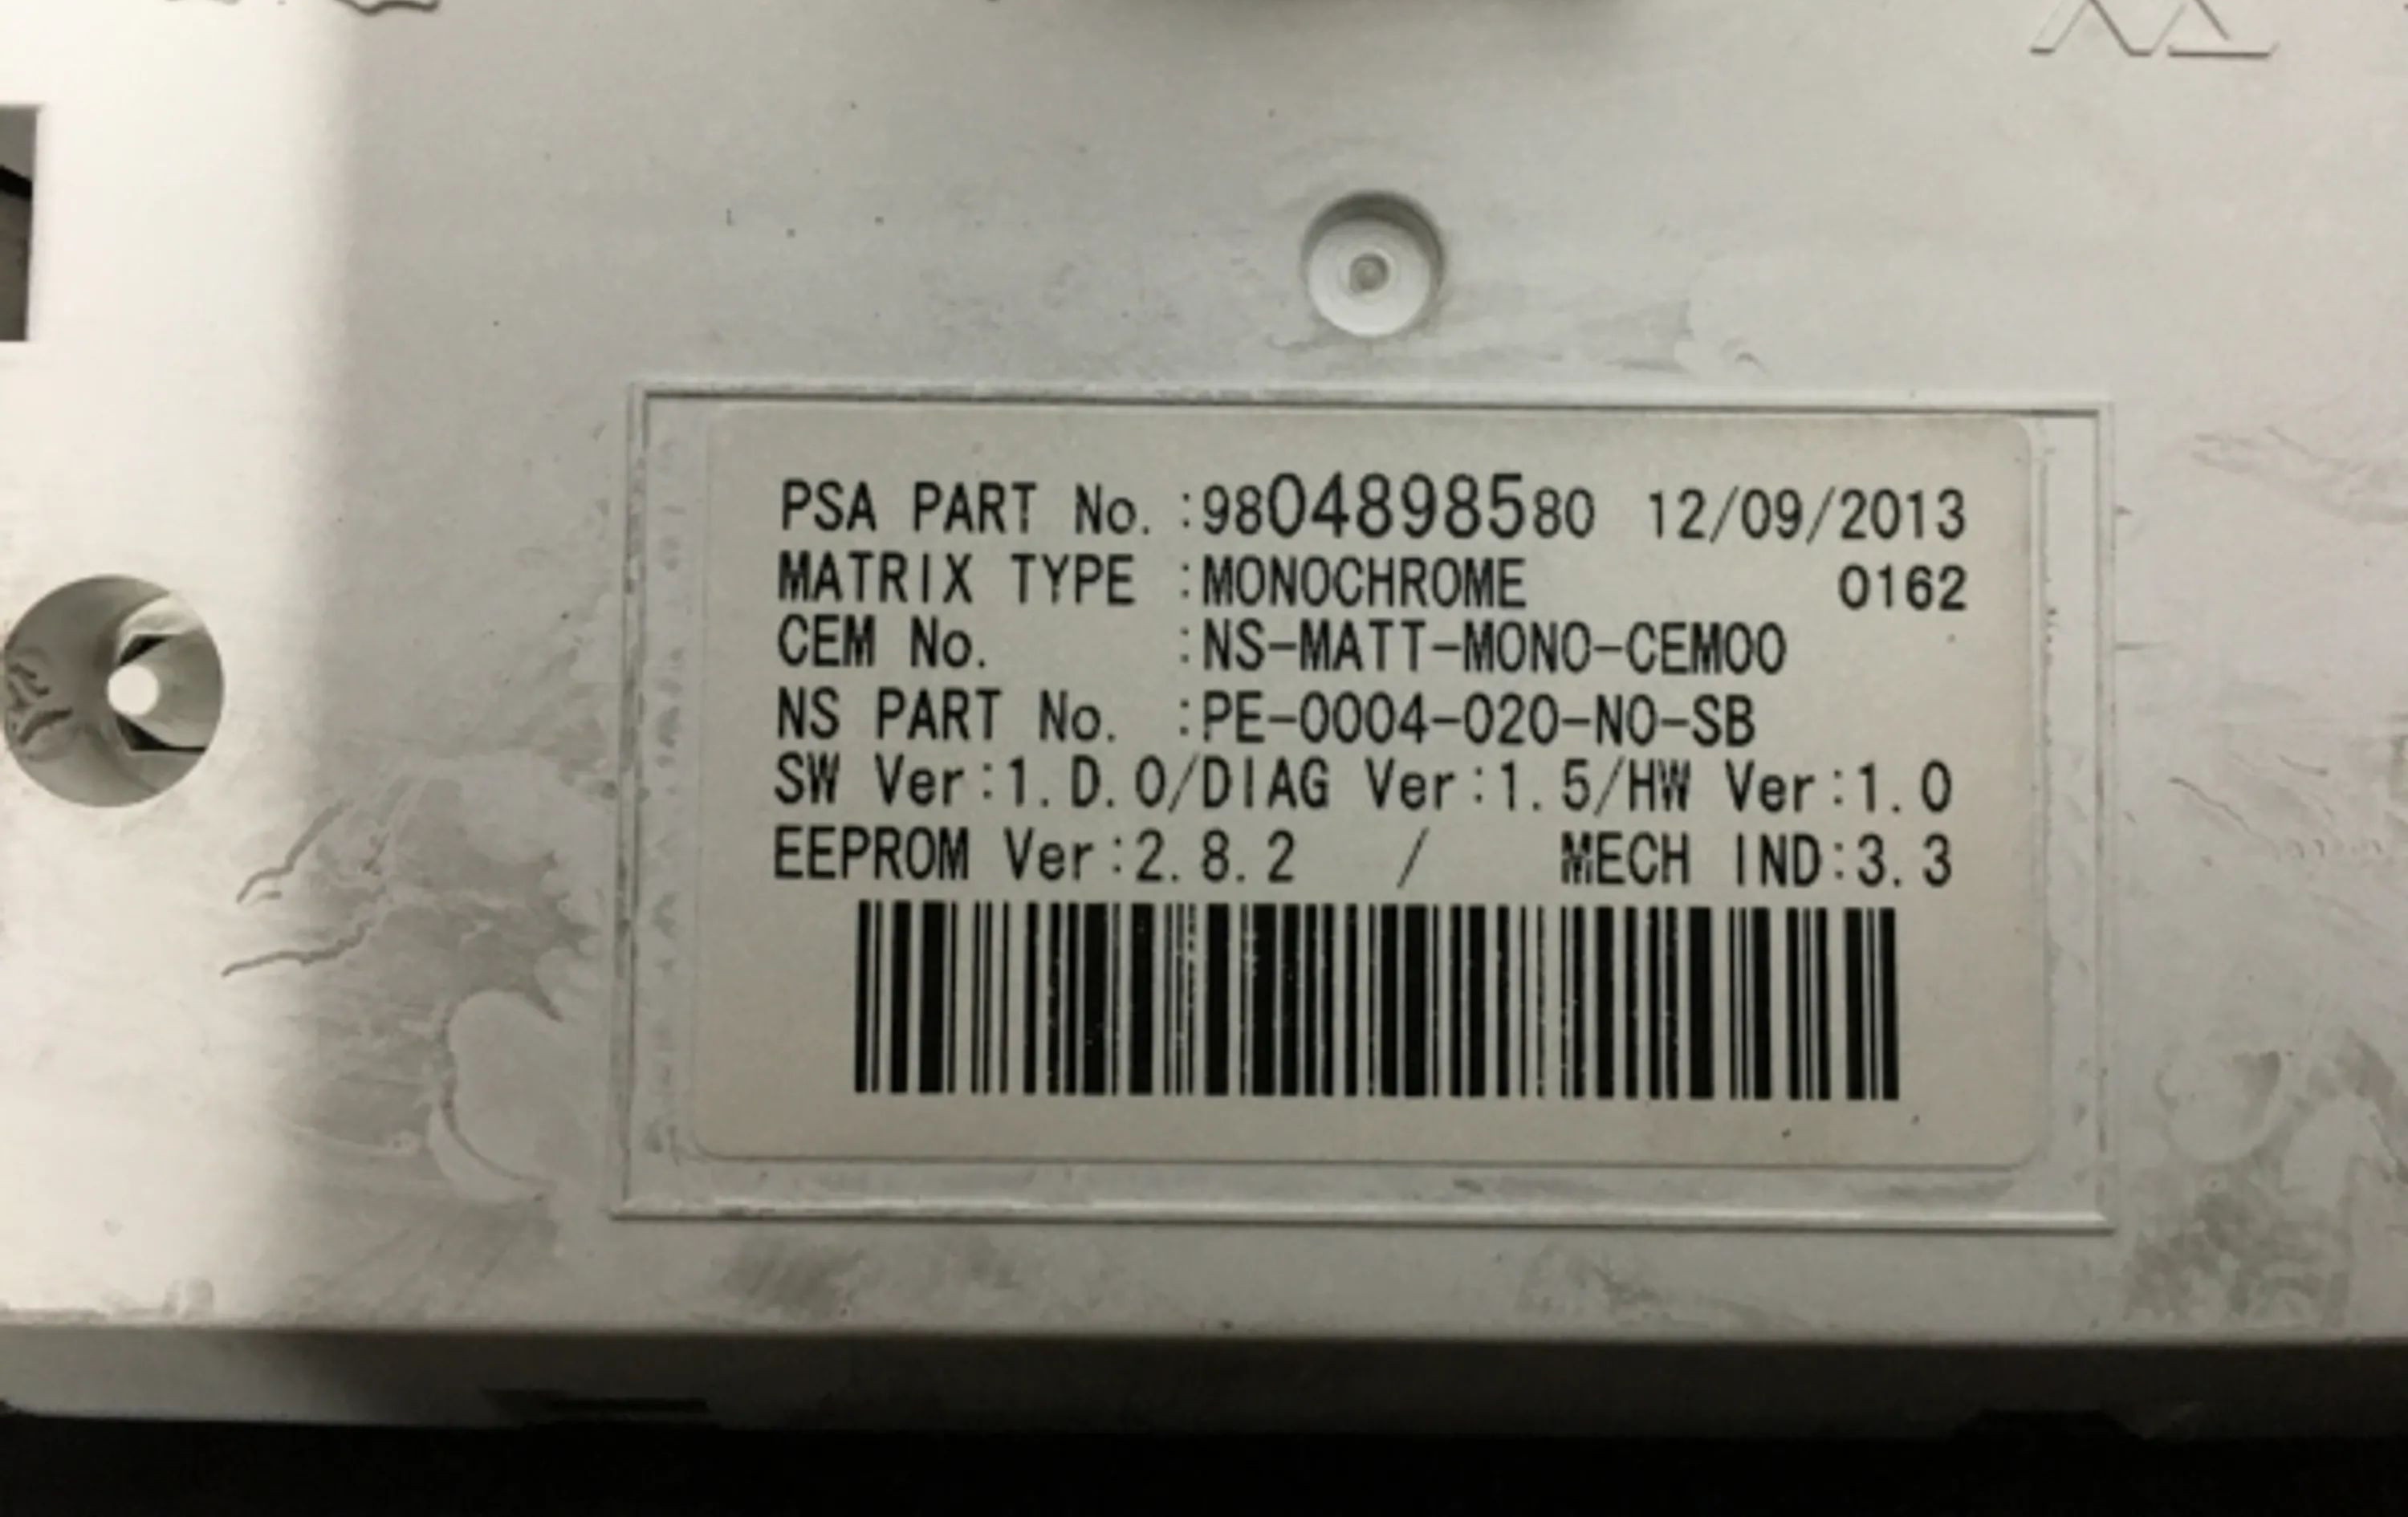 PSA PART No. :9804898580 12/09/2013
MATRIX TYPE :MONOCHROME 0162
CEM No. :NS-MATT-MONO-CEM00
NS PART No. :PE-0004-020-NO-SB
SW Ver:1.D.0/DIAG Ver:1.5/HW Ver:1.0
EEPROM Ver:2.8.2 / MECH IND:3.3